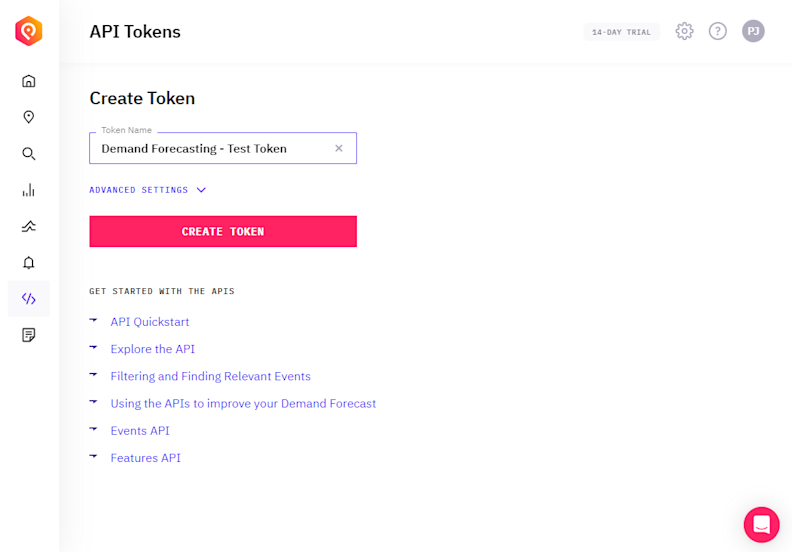 API Tokens
14-DAY TRIAL
?
PJ
Create Token
Token Name
Demand Forecasting - Test Token
ADVANCED SETTINGS
CREATE TOKEN
GET STARTED WITH THE APIS
API Quickstart
Explore the API
Filtering and Finding Relevant Events
Using the APIs to improve your Demand Forecast
Events API
Features API